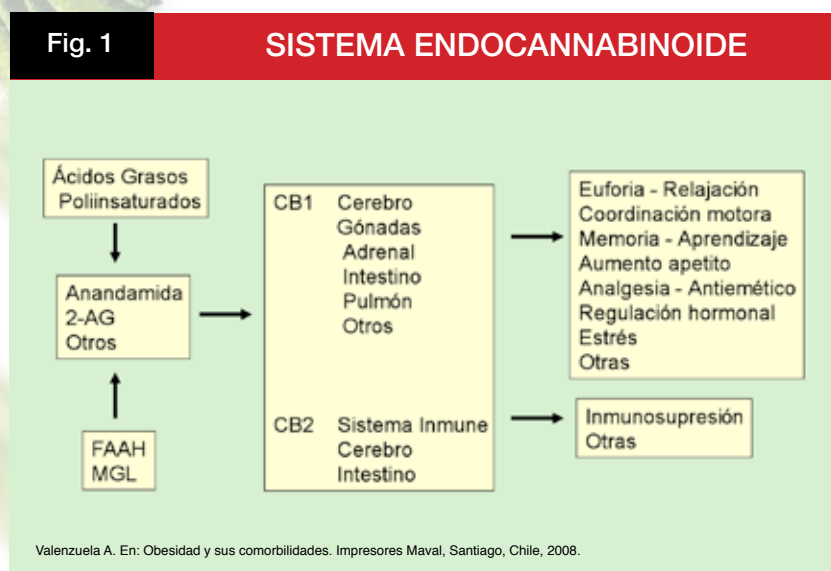 Fig. 1
SISTEMA ENDOCANNABINOIDE
Ácidos Grasos
Poliinsaturados
Anandamida
2-AG
Otros
FAAH
MGL
CB1 Cerebro
Gónadas
Adrenal
Intestino
Pulmón
Otros
CB2 Sistema Inmune
Cerebro
Intestino
Euforia - Relajación
Coordinación motora
Memoria - Aprendizaje
Aumento apetito
Analgesia - Antiemético
Regulación hormonal
Estrés
Otras
Inmunosupresión
Otras
Valenzuela A. En: Obesidad y sus comorbilidades. Impresores Maval, Santiago, Chile, 2008.